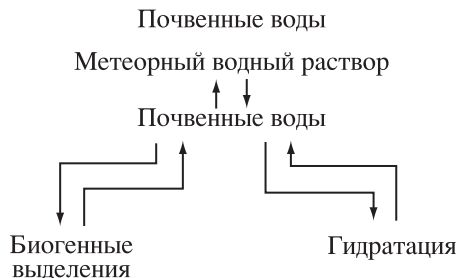 Почвенные воды
Метеорный водный раствор
Почвенные воды
Биогенные
выделения
Гидратация